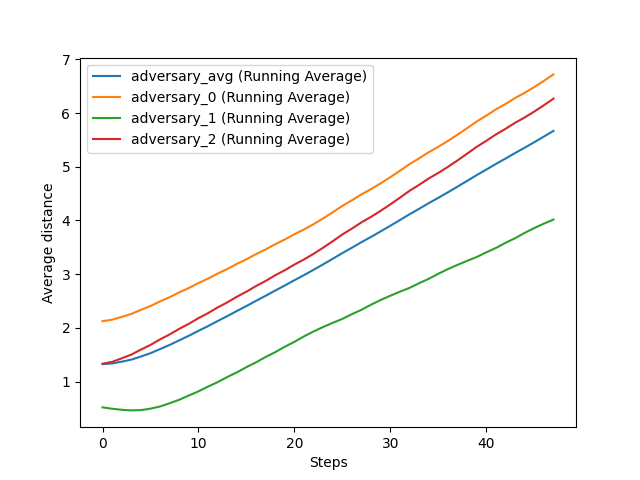 7
6
5
4
3
2
1
Average distance
adversary_avg (Running Average)
adversary_0 (Running Average)
adversary_1 (Running Average)
adversary_2 (Running Average)
0 10 20 30 40
Steps